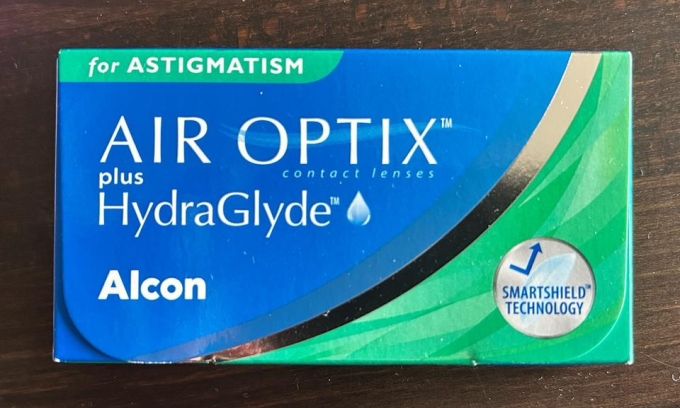 for ASTIGMATISM
AIR OPTIX™
contact lenses
plus
HydraGlyde™
Alcon
SMARTSHIELD™
TECHNOLOGY